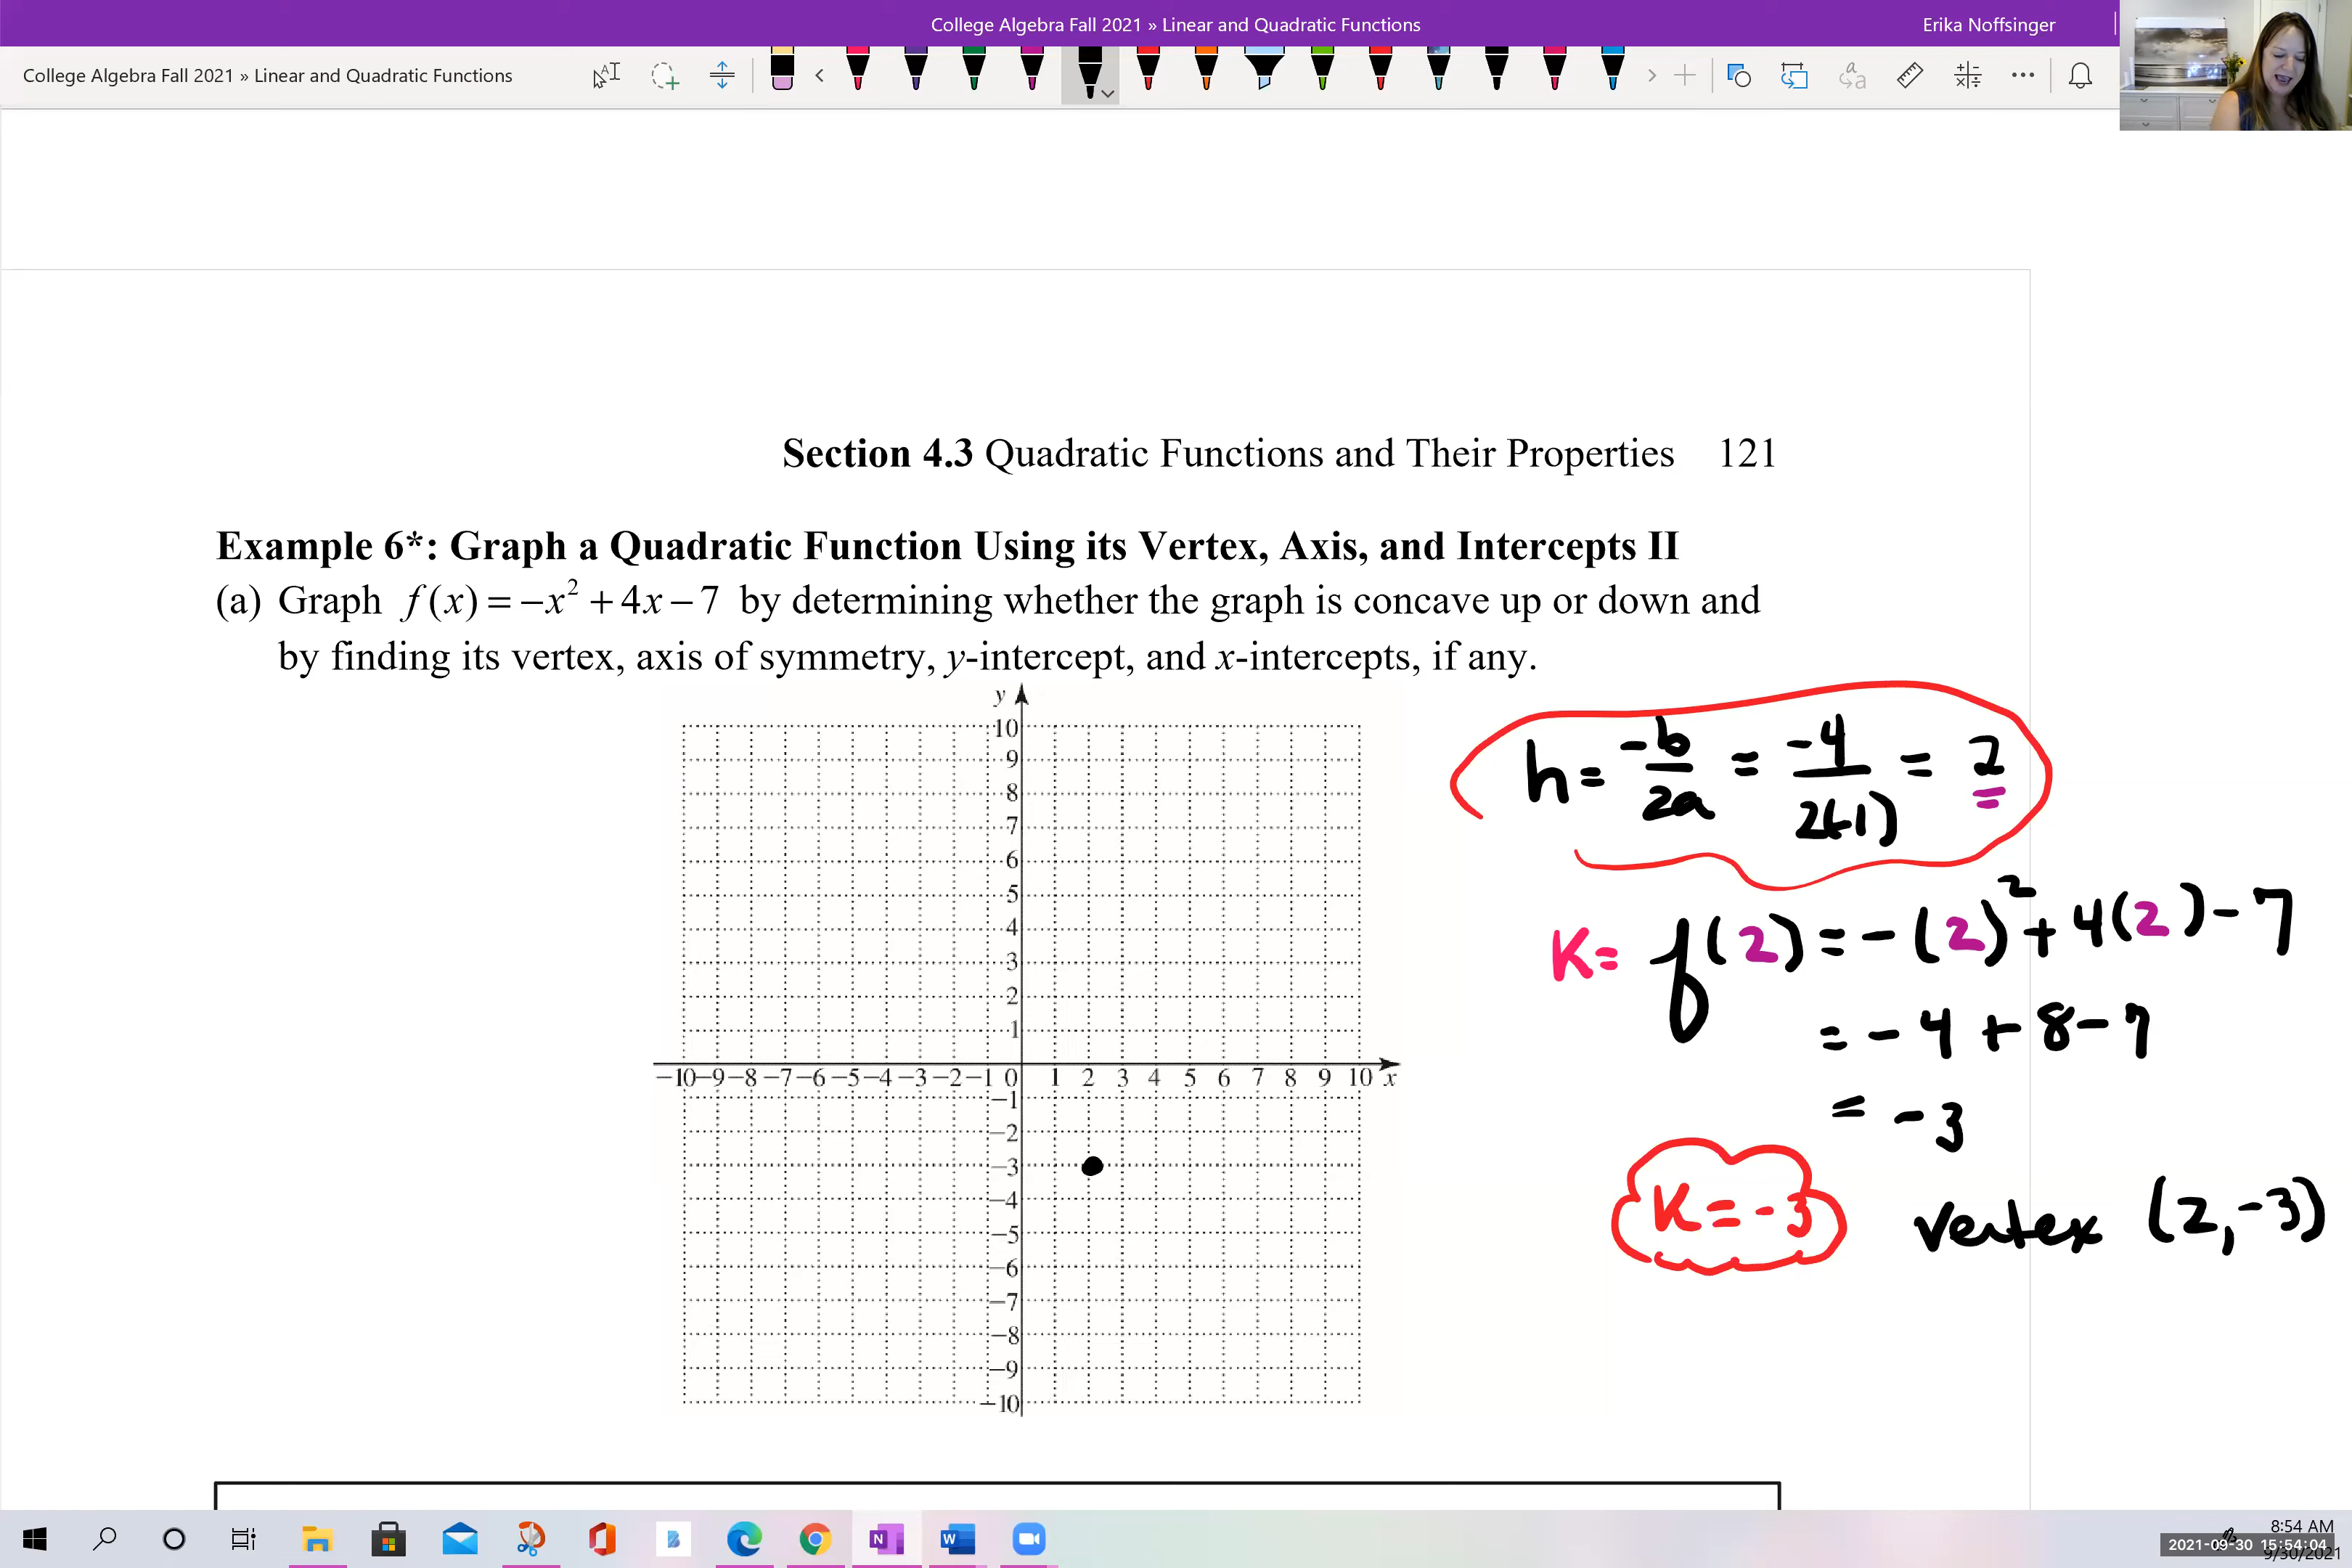 College Algebra Fall 2021 » Linear and Quadratic Functions
Erika Noffsinger
College Algebra Fall 2021 » Linear and Quadratic Functions
Section 4.3 Quadratic Functions and Their Properties 121
Example 6*: Graph a Quadratic Function Using its Vertex, Axis, and Intercepts II
(a) Graph f(x) = −x² + 4x − 7 by determining whether the graph is concave up or down and
by finding its vertex, axis of symmetry, y-intercept, and x-intercepts, if any.
y
10
9
8
7
6
5
4
3
2
1
−10 −9 −8 −7 −6 −5 −4 −3 −2 −1 0 1 2 3 4 5 6 7 8 9 10 x
−1
−2
−3
−4
−5
−6
−7
−8
−9
−10
h = -b/2a = -4/2(-1) = 2
K = f(2) = -(2)² + 4(2) - 7
= -4 + 8 - 7
= -3
K = -3
vertex (2, -3)
8:54 AM
2021-09-30 15:54:04
9/30/2021